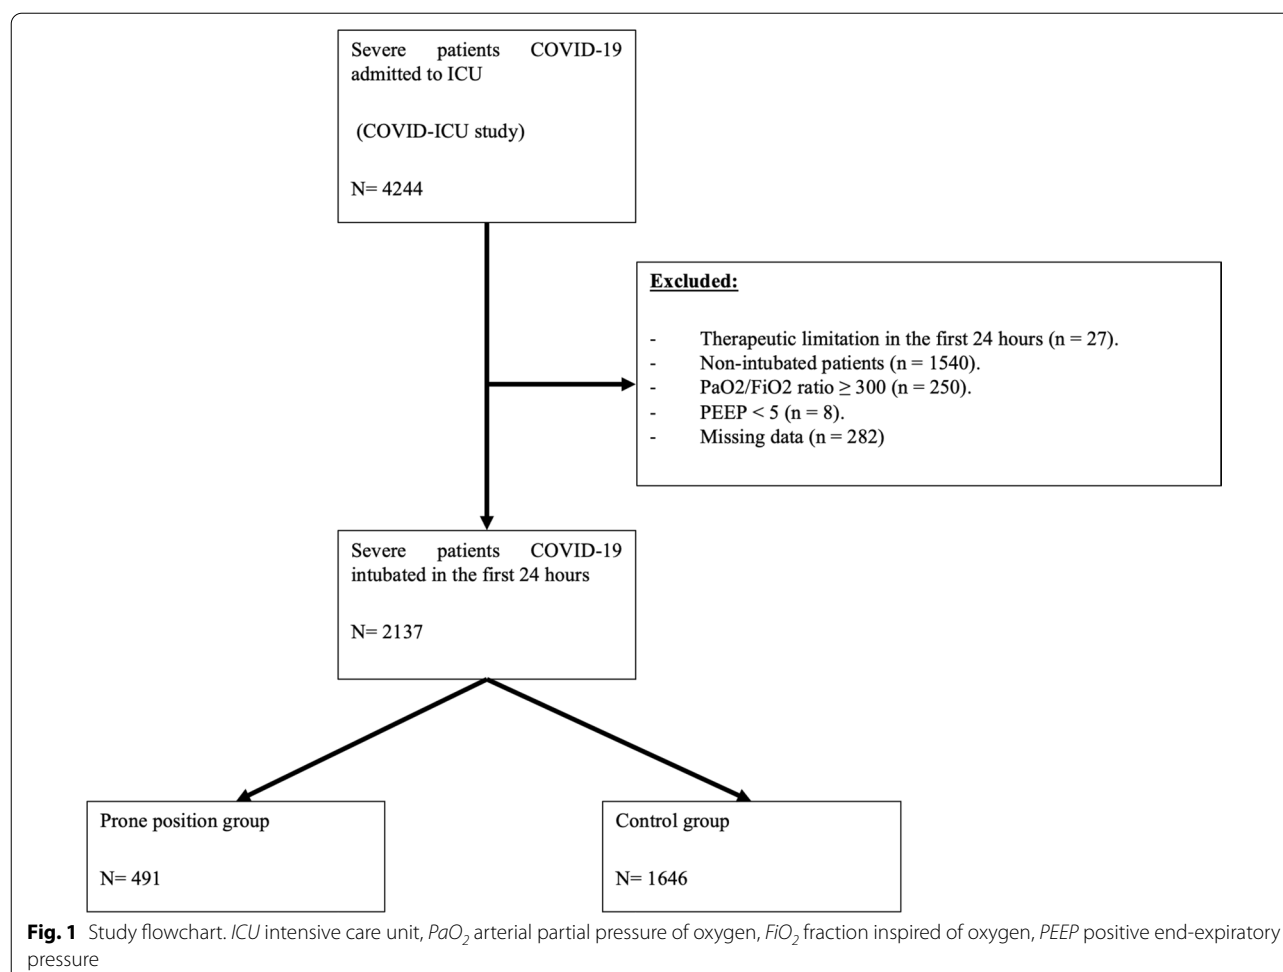 Severe patients COVID-19
admitted to ICU
(COVID-ICU study)
N= 4244
Excluded:
- Therapeutic limitation in the first 24 hours (n = 27).
- Non-intubated patients (n = 1540).
- PaO2/FiO2 ratio ≥ 300 (n = 250).
- PEEP < 5 (n = 8).
- Missing data (n = 282)
Severe patients COVID-19
intubated in the first 24 hours
N= 2137
Prone position group
N= 491
Control group
N= 1646
Fig. 1 Study flowchart. ICU intensive care unit, PaO₂ arterial partial pressure of oxygen, FiO₂ fraction inspired of oxygen, PEEP positive end-expiratory
pressure